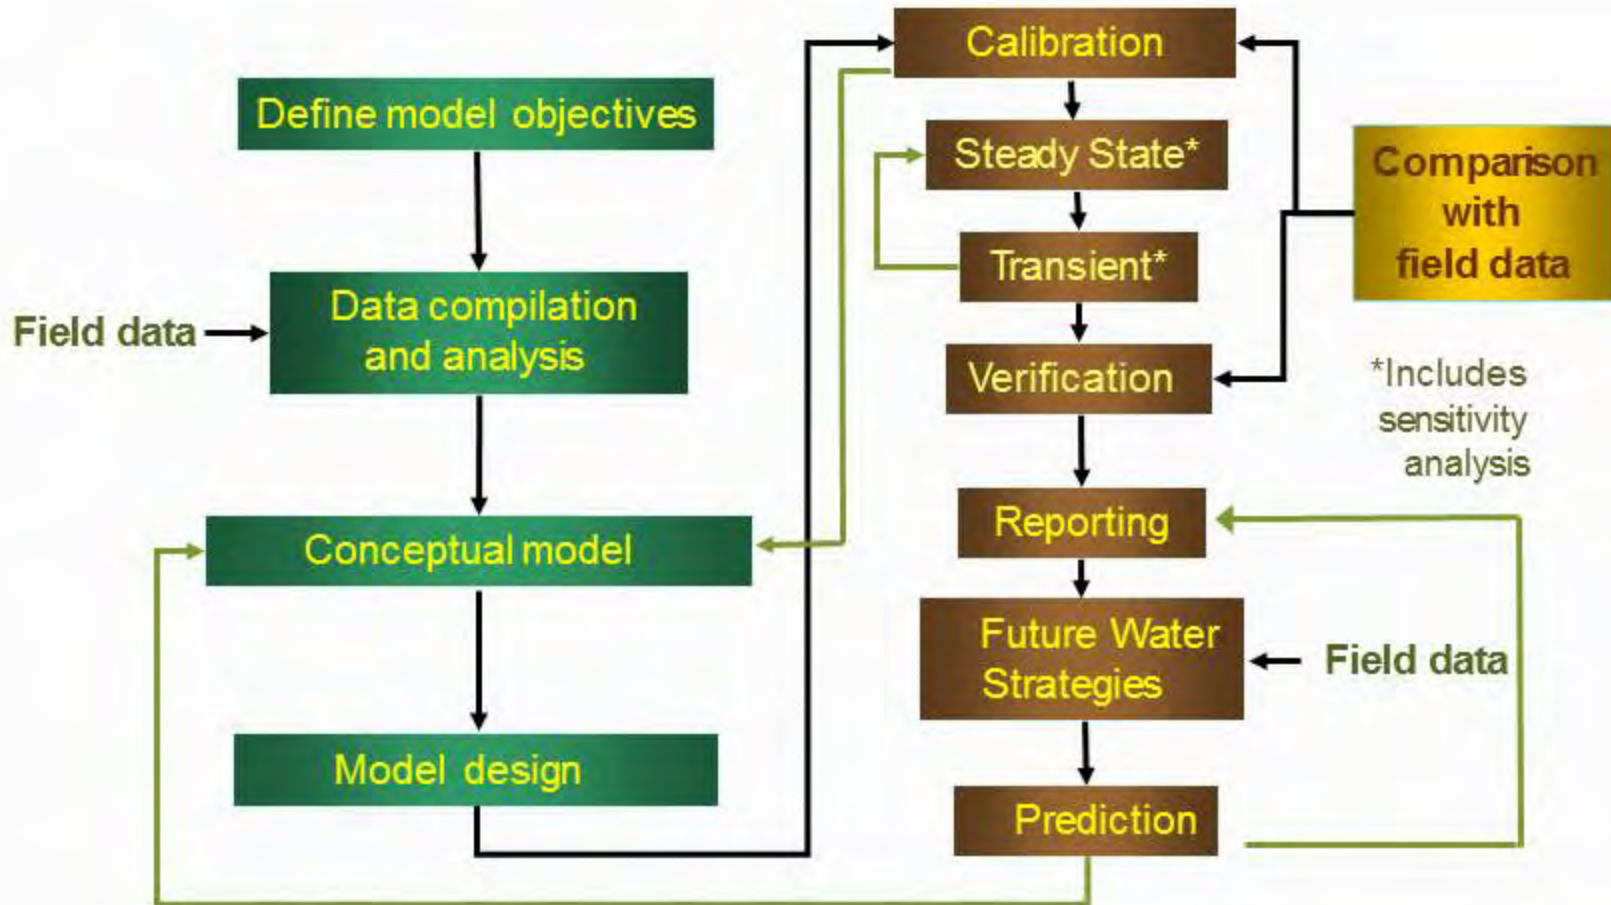 Define model objectives
Field data
Data compilation
and analysis
Conceptual model
Model design
Calibration
Steady State*
Transient*
Verification
Reporting
Future Water
Strategies
Prediction
Comparison
with
field data
*Includes
sensitivity
analysis
Field data